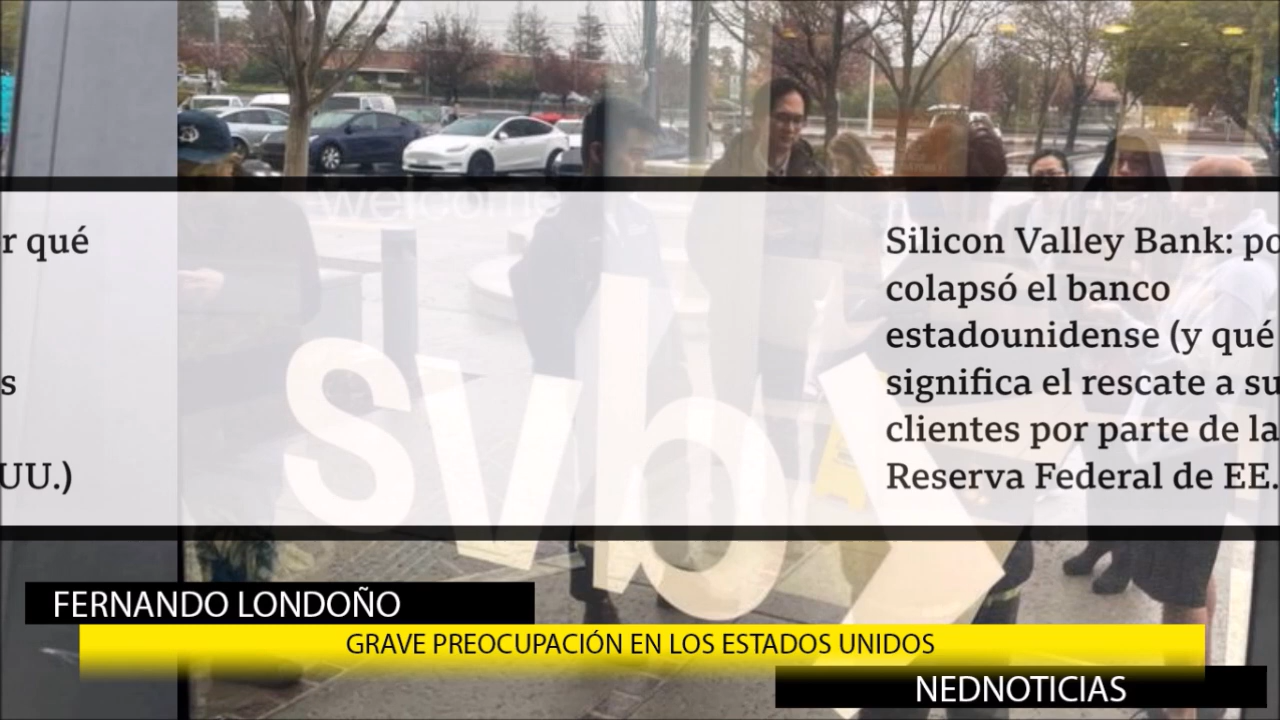 welcome
r qué
s
UU.)
Silicon Valley Bank: po
colapsó el banco
estadounidense (y qué
significa el rescate a su
clientes por parte de la
Reserva Federal de EE.
svb
FERNANDO LONDOÑO
GRAVE PREOCUPACIÓN EN LOS ESTADOS UNIDOS
NEDNOTICIAS